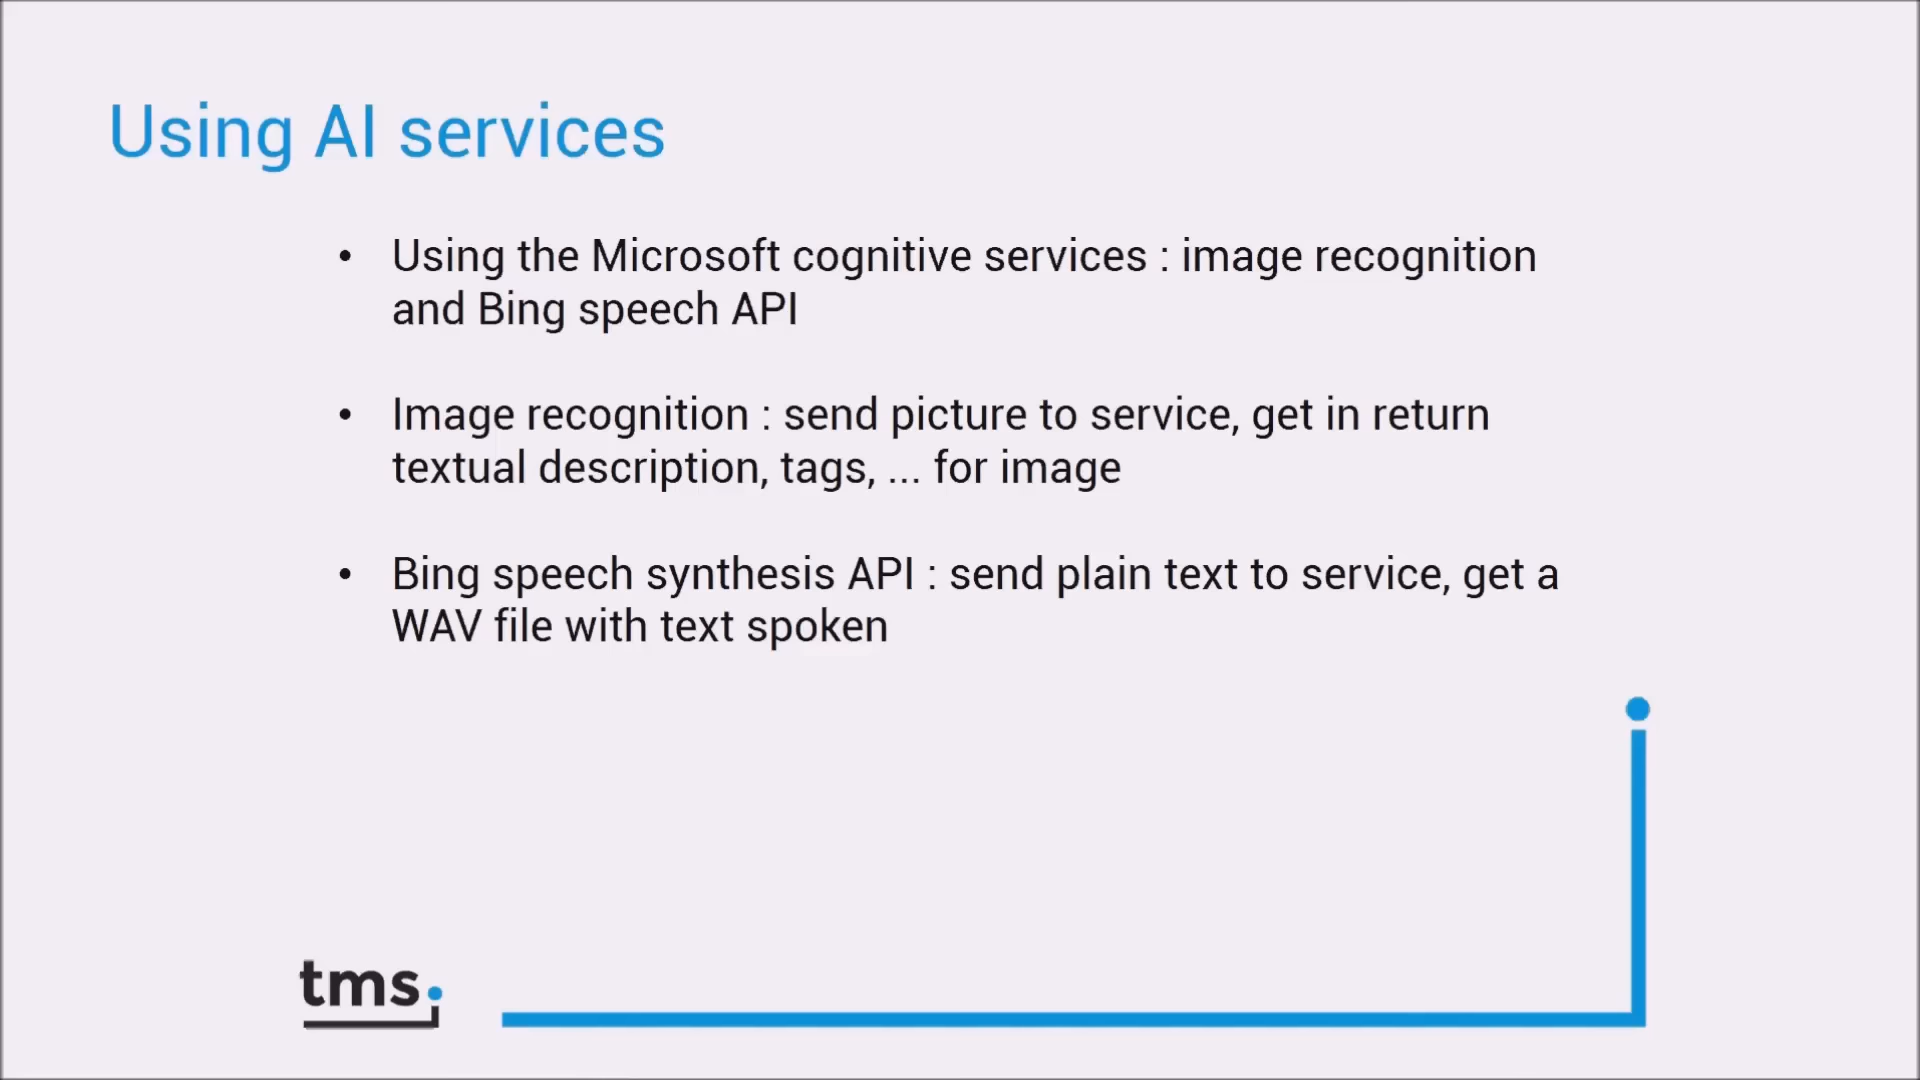 Using AI services
• Using the Microsoft cognitive services : image recognition
and Bing speech API
• Image recognition : send picture to service, get in return
textual description, tags, ... for image
• Bing speech synthesis API : send plain text to service, get a
WAV file with text spoken
tms